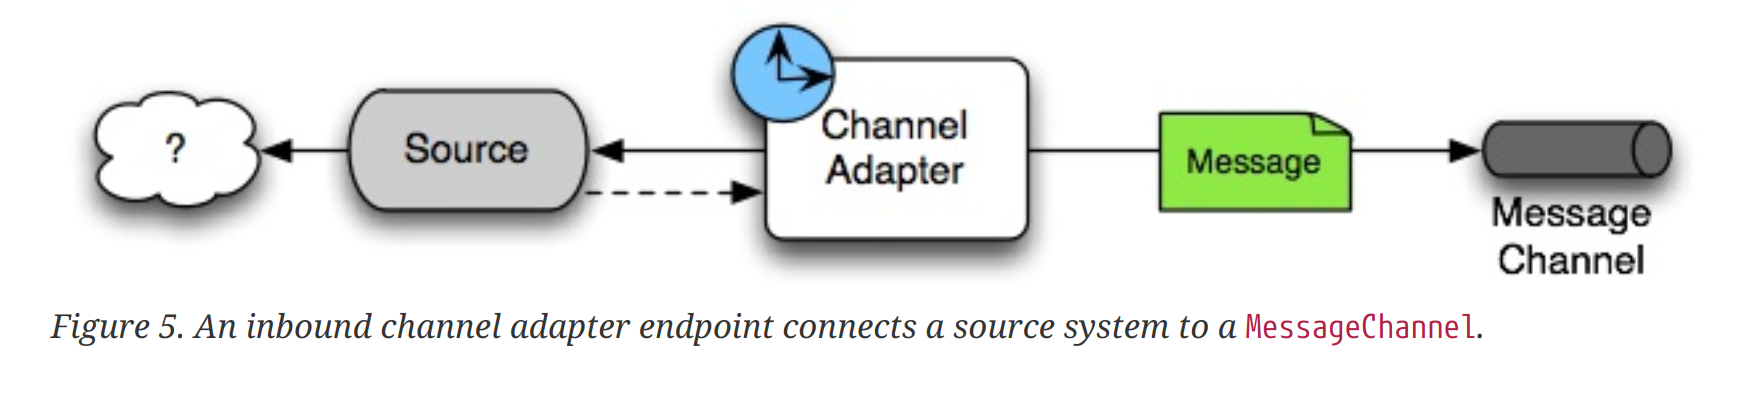 ?
Source
Channel
Adapter
Message
Message
Channel
Figure 5. An inbound channel adapter endpoint connects a source system to a MessageChannel.